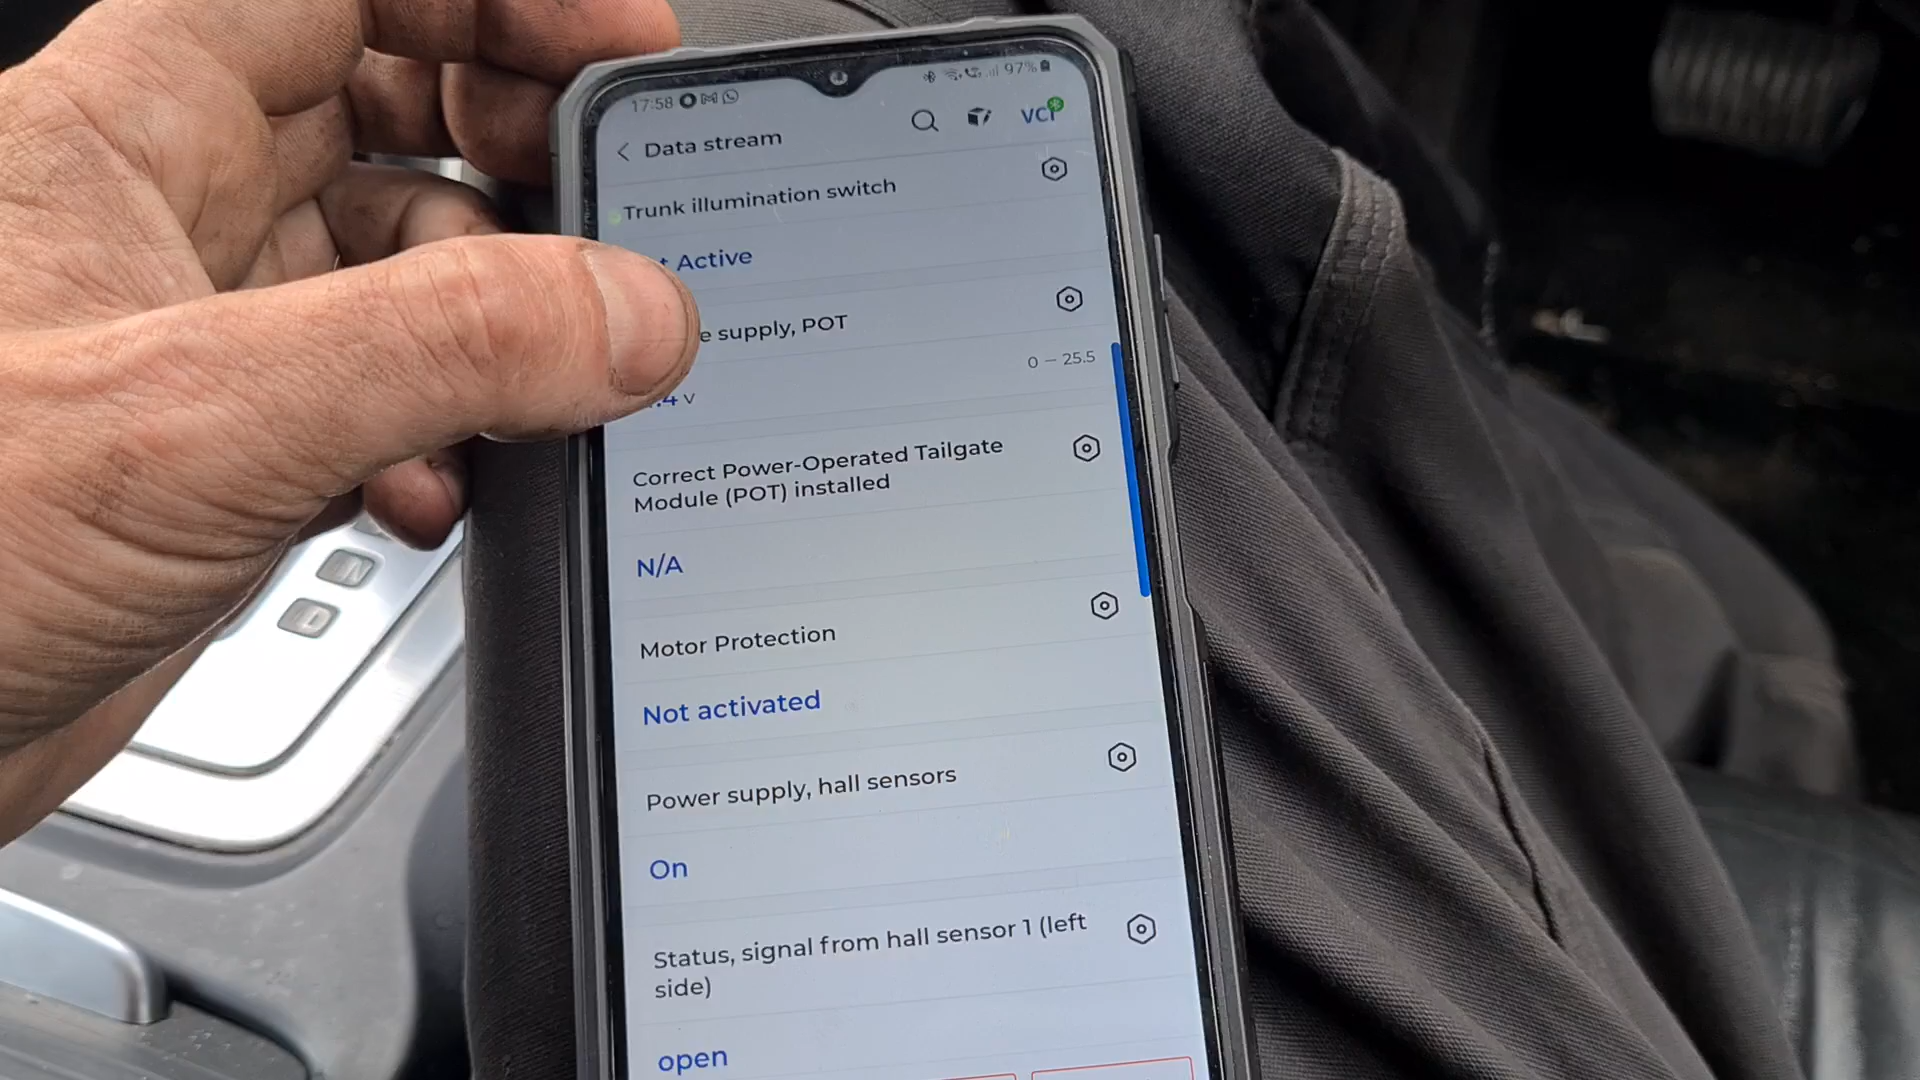 17:58
97%
Data stream
VCI
Trunk illumination switch
Active
supply, POT
0 – 25.5
.4 V
Correct Power-Operated Tailgate
Module (POT) installed
N/A
Motor Protection
Not activated
Power supply, hall sensors
On
Status, signal from hall sensor 1 (left
side)
open